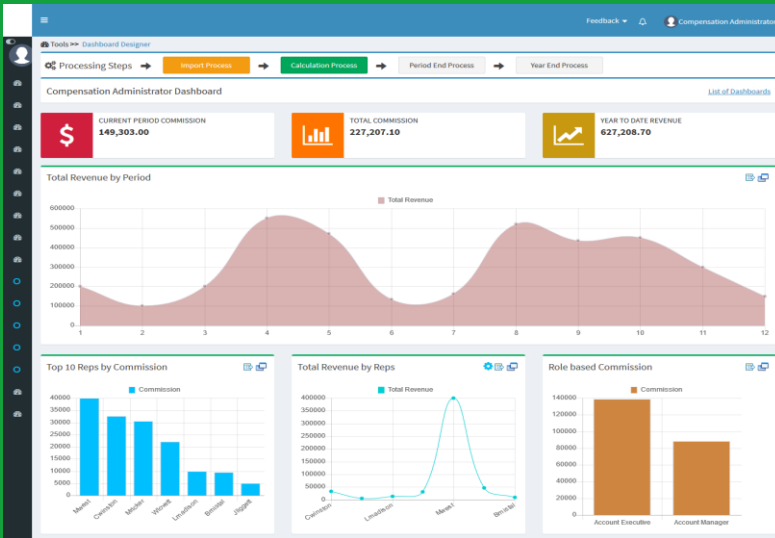 Feedback
Compensation Administrator
Tools >> Dashboard Designer
Processing Steps
Import Process
Calculation Process
Period End Process
Year End Process
Compensation Administrator Dashboard
List of Dashboards
CURRENT PERIOD COMMISSION
149,303.00
TOTAL COMMISSION
227,207.10
YEAR TO DATE REVENUE
627,208.70
Total Revenue by Period
Total Revenue
600000
500000
400000
300000
200000
100000
0
1 2 3 4 5 6 7 8 9 10 11 12
Top 10 Reps by Commission
Commission
40000
35000
30000
25000
20000
15000
10000
5000
0
Cwinston
Lmadison
Total Revenue by Reps
Total Revenue
400000
350000
300000
250000
200000
150000
100000
50000
0
Cwinston
Lmadison
Role based Commission
Commission
140000
120000
100000
80000
60000
40000
20000
0
Account Executive Account Manager